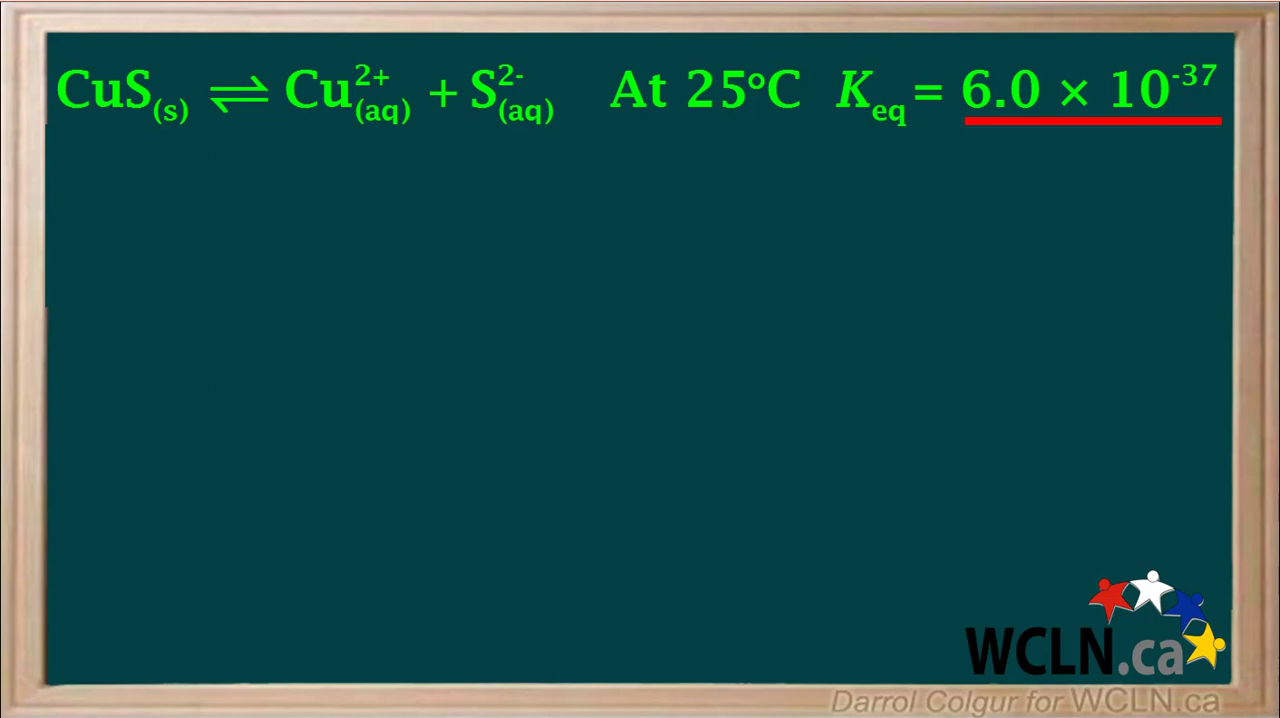 CuS(s) ⇌ Cu2+(aq) + S2-(aq) At 25°C Keq = 6.0 × 10-37
WCLN.ca
Darrol Colgur for WCLN.ca